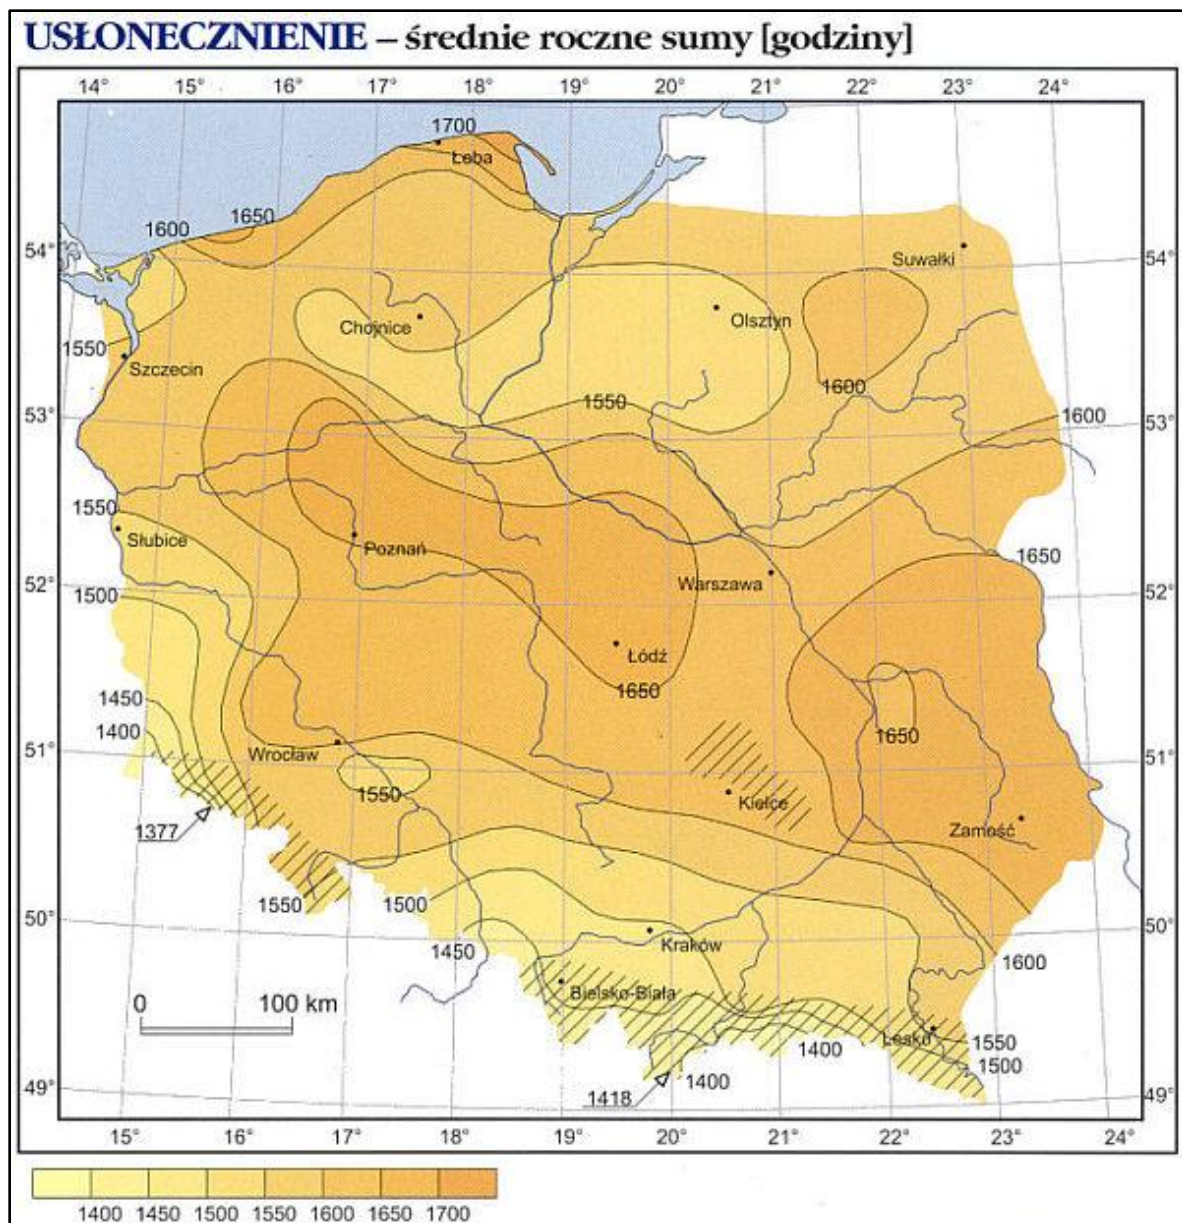 USŁONECZNIENIE – średnie roczne sumy [godziny]
14° 15° 16° 17° 18° 19° 20° 21° 22° 23° 24°
1700
Łeba
1650
1600
54° 54°
Suwałki
Chojnice
Olsztyn
1550
Szczecin
1600
1550
53° 1600 53°
1550
Słubice
Poznań
1650
Warszawa
52° 52°
1500
Łódź
1650
1450
1400
1650
51° 51°
Wrocław
1550
Kielce
Zamość
1377
1550
1500
50° 50°
Kraków
1450
1600
Bielsko-Biała
0 100 km
Lesko
1550
1400
1500
1400
1418
49° 49°
15° 16° 17° 18° 19° 20° 21° 22° 23° 24°
1400 1450 1500 1550 1600 1650 1700